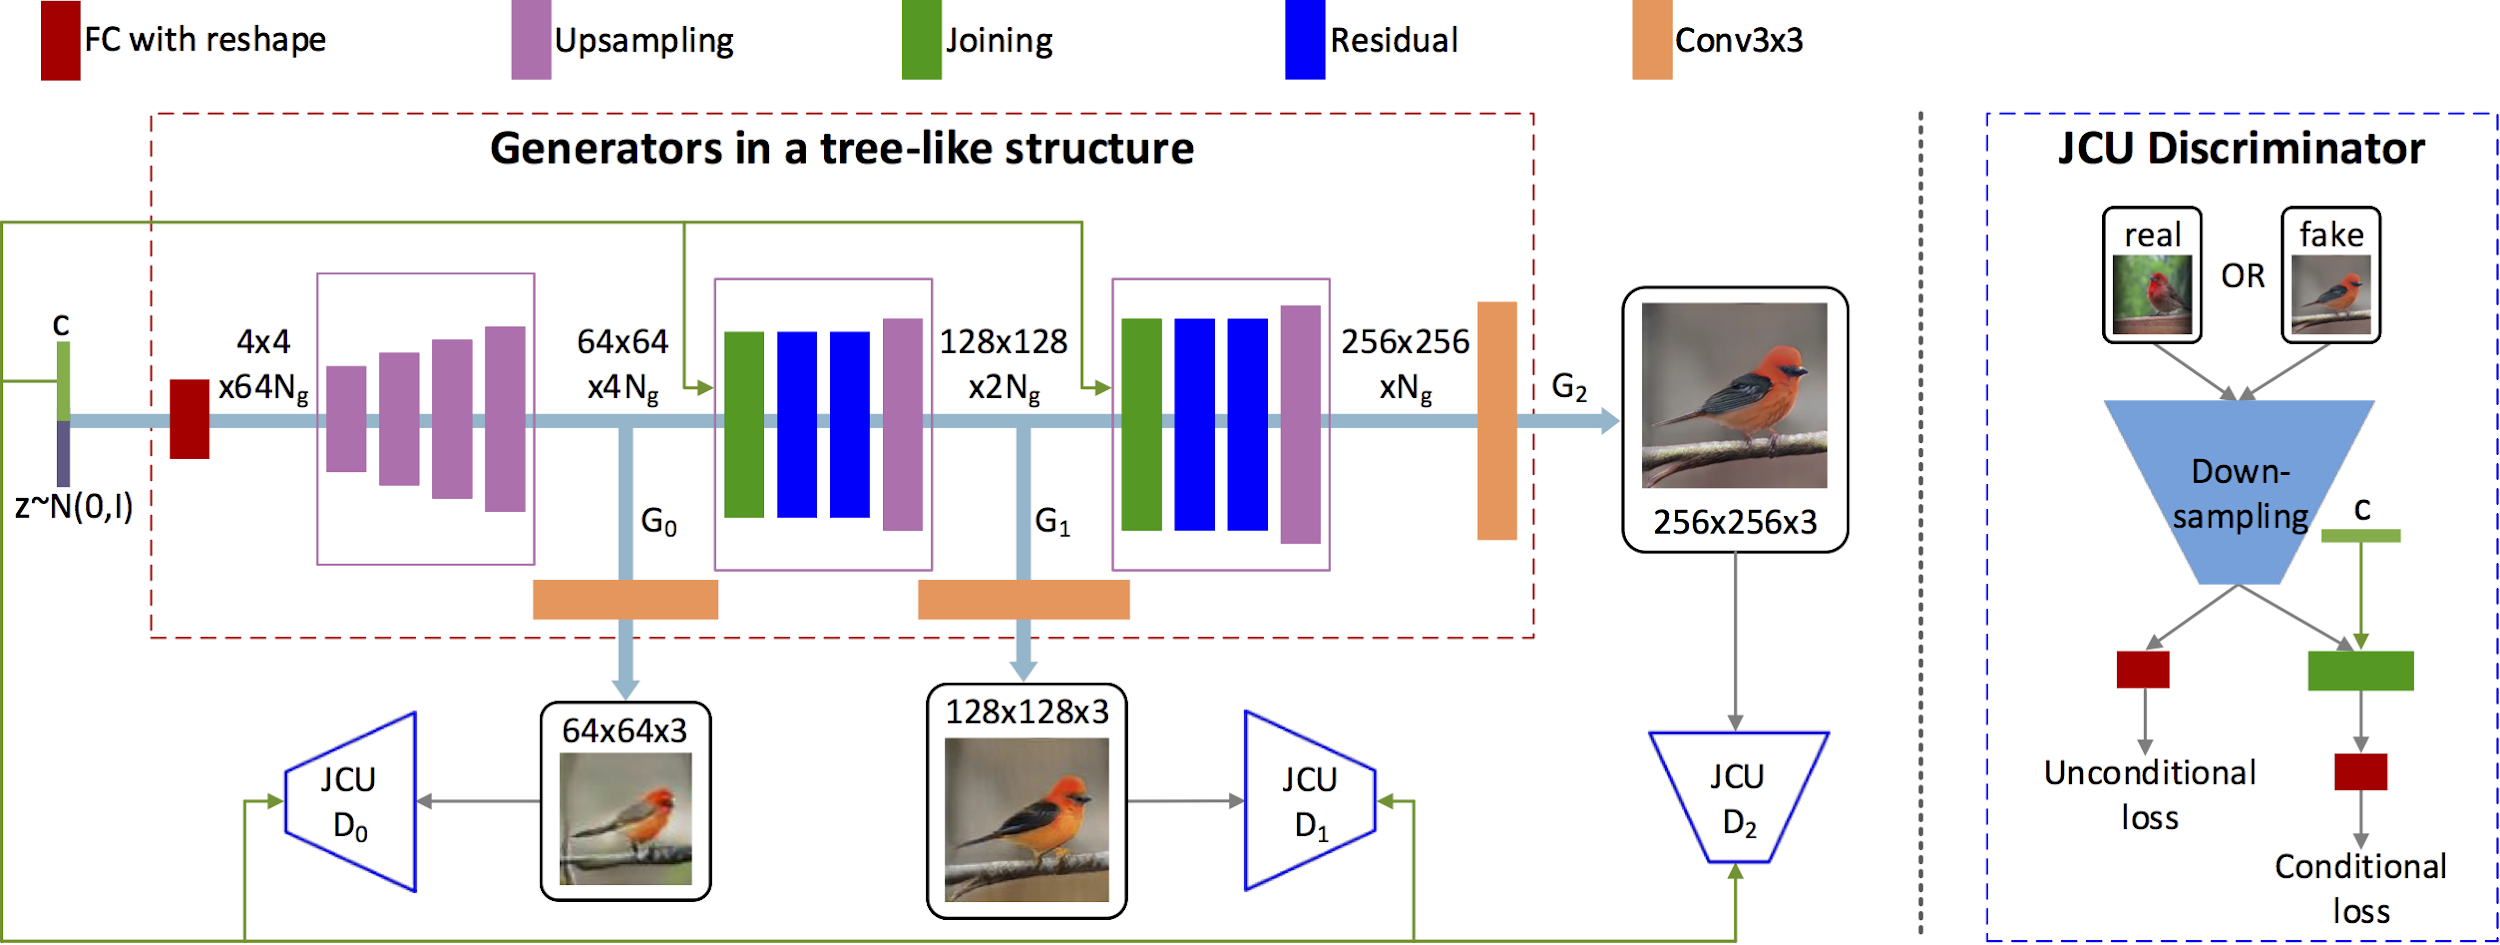 FC with reshape
Upsampling
Joining
Residual
Conv3x3
Generators in a tree-like structure
c
z~N(0,I)
4x4
x64Ng
64x64
x4Ng
128x128
x2Ng
256x256
xNg
G0
G1
G2
256x256x3
64x64x3
128x128x3
JCU
D0
JCU
D1
JCU
D2
JCU Discriminator
real
OR
fake
Down-
sampling
c
Unconditional
loss
Conditional
loss